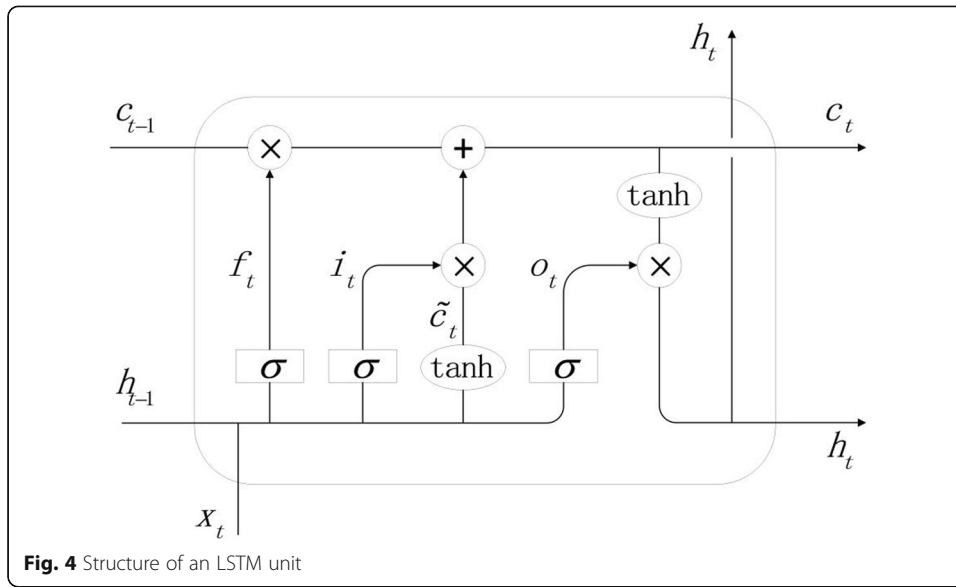 h_t
c_{t-1}
c_t
× +
tanh
f_t i_t × o_t ×
c̃_t
σ σ tanh σ
h_{t-1}
h_t
x_t
Fig. 4 Structure of an LSTM unit